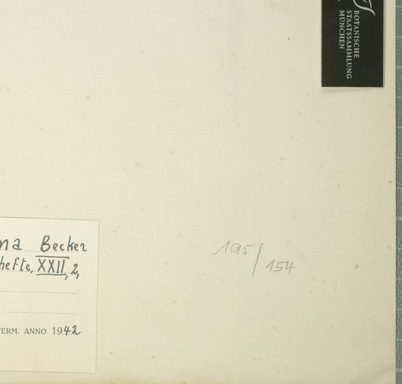 BOTANISCHE
STAATSSAMMLUNG
MÜNCHEN
na Becker
hefte, XXII, 2,
195/154
TERM. ANNO 1942